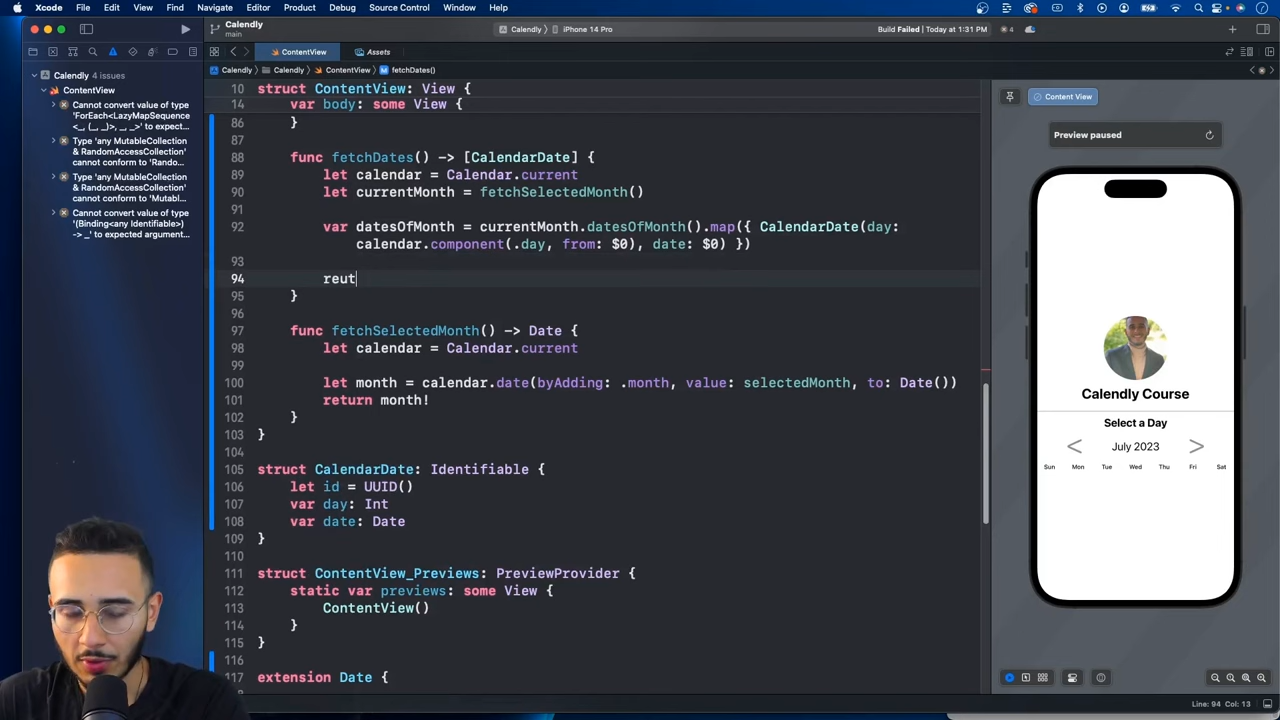 Xcode File Edit View Find Navigate Editor Product Debug Source Control Window Help
Calendly
main
Calendly
iPhone 14 Pro
Build Failed | Today at 1:31 PM
4
ContentView
Assets
Calendly
Calendly
ContentView
fetchDates()
Calendly 4 issues
ContentView
Cannot convert value of type
'ForEach<LazyMapSequence
<_, (_, _)>, _, _>' to expect...
Type 'any MutableCollection
& RandomAccessCollection'
cannot conform to 'Rando...
Type 'any MutableCollection
& RandomAccessCollection'
cannot conform to 'Mutabl...
Cannot convert value of type
'(Binding<any Identifiable>)
-> _' to expected argument...
10 struct ContentView: View {
14 var body: some View {
86 }
87
88 func fetchDates() -> [CalendarDate] {
89 let calendar = Calendar.current
90 let currentMonth = fetchSelectedMonth()
91
92 var datesOfMonth = currentMonth.datesOfMonth().map({ CalendarDate(day:
calendar.component(.day, from: $0), date: $0) })
93
94 reut
95 }
96
97 func fetchSelectedMonth() -> Date {
98 let calendar = Calendar.current
99
100 let month = calendar.date(byAdding: .month, value: selectedMonth, to: Date())
101 return month!
102 }
103 }
104
105 struct CalendarDate: Identifiable {
106 let id = UUID()
107 var day: Int
108 var date: Date
109 }
110
111 struct ContentView_Previews: PreviewProvider {
112 static var previews: some View {
113 ContentView()
114 }
115 }
116
117 extension Date {
Content View
Preview paused
Calendly Course
Select a Day
< July 2023 >
Sun Mon Tue Wed Thu Fri Sat
Line: 94 Col: 13